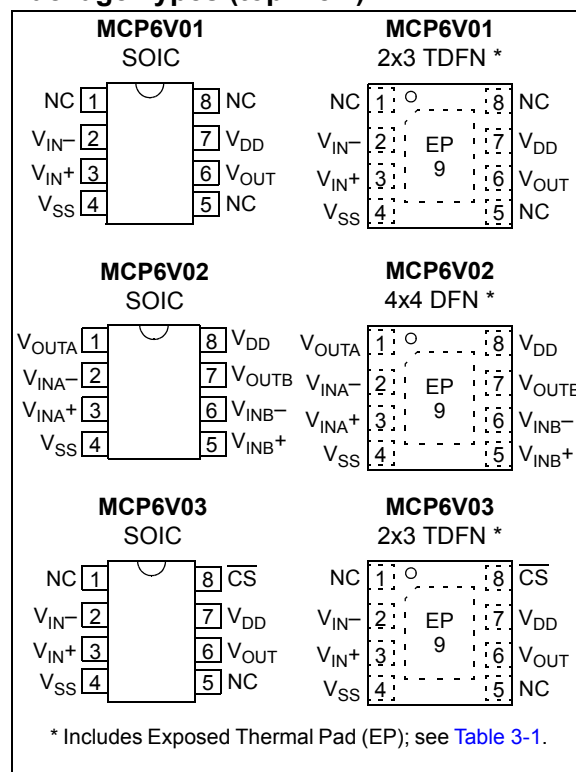 MCP6V01
SOIC
NC 1 8 NC
VIN– 2 7 VDD
VIN+ 3 6 VOUT
VSS 4 5 NC
MCP6V01
2x3 TDFN *
NC 1 8 NC
VIN– 2 EP 7 VDD
VIN+ 3 9 6 VOUT
VSS 4 5 NC
MCP6V02
SOIC
VOUTA 1 8 VDD
VINA– 2 7 VOUTB
VINA+ 3 6 VINB–
VSS 4 5 VINB+
MCP6V02
4x4 DFN *
VOUTA 1 8 VDD
VINA– 2 EP 7 VOUTB
VINA+ 3 9 6 VINB–
VSS 4 5 VINB+
MCP6V03
SOIC
NC 1 8 CS
VIN– 2 7 VDD
VIN+ 3 6 VOUT
VSS 4 5 NC
MCP6V03
2x3 TDFN *
NC 1 8 CS
VIN– 2 EP 7 VDD
VIN+ 3 9 6 VOUT
VSS 4 5 NC
* Includes Exposed Thermal Pad (EP); see Table 3-1.